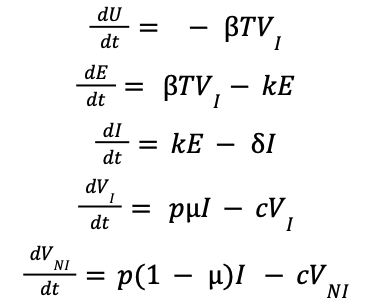 dU/dt = - βTV_I
dE/dt = βTV_I - kE
dI/dt = kE - δI
dV_I/dt = pμI - cV_I
dV_NI/dt = p(1 - μ)I - cV_NI